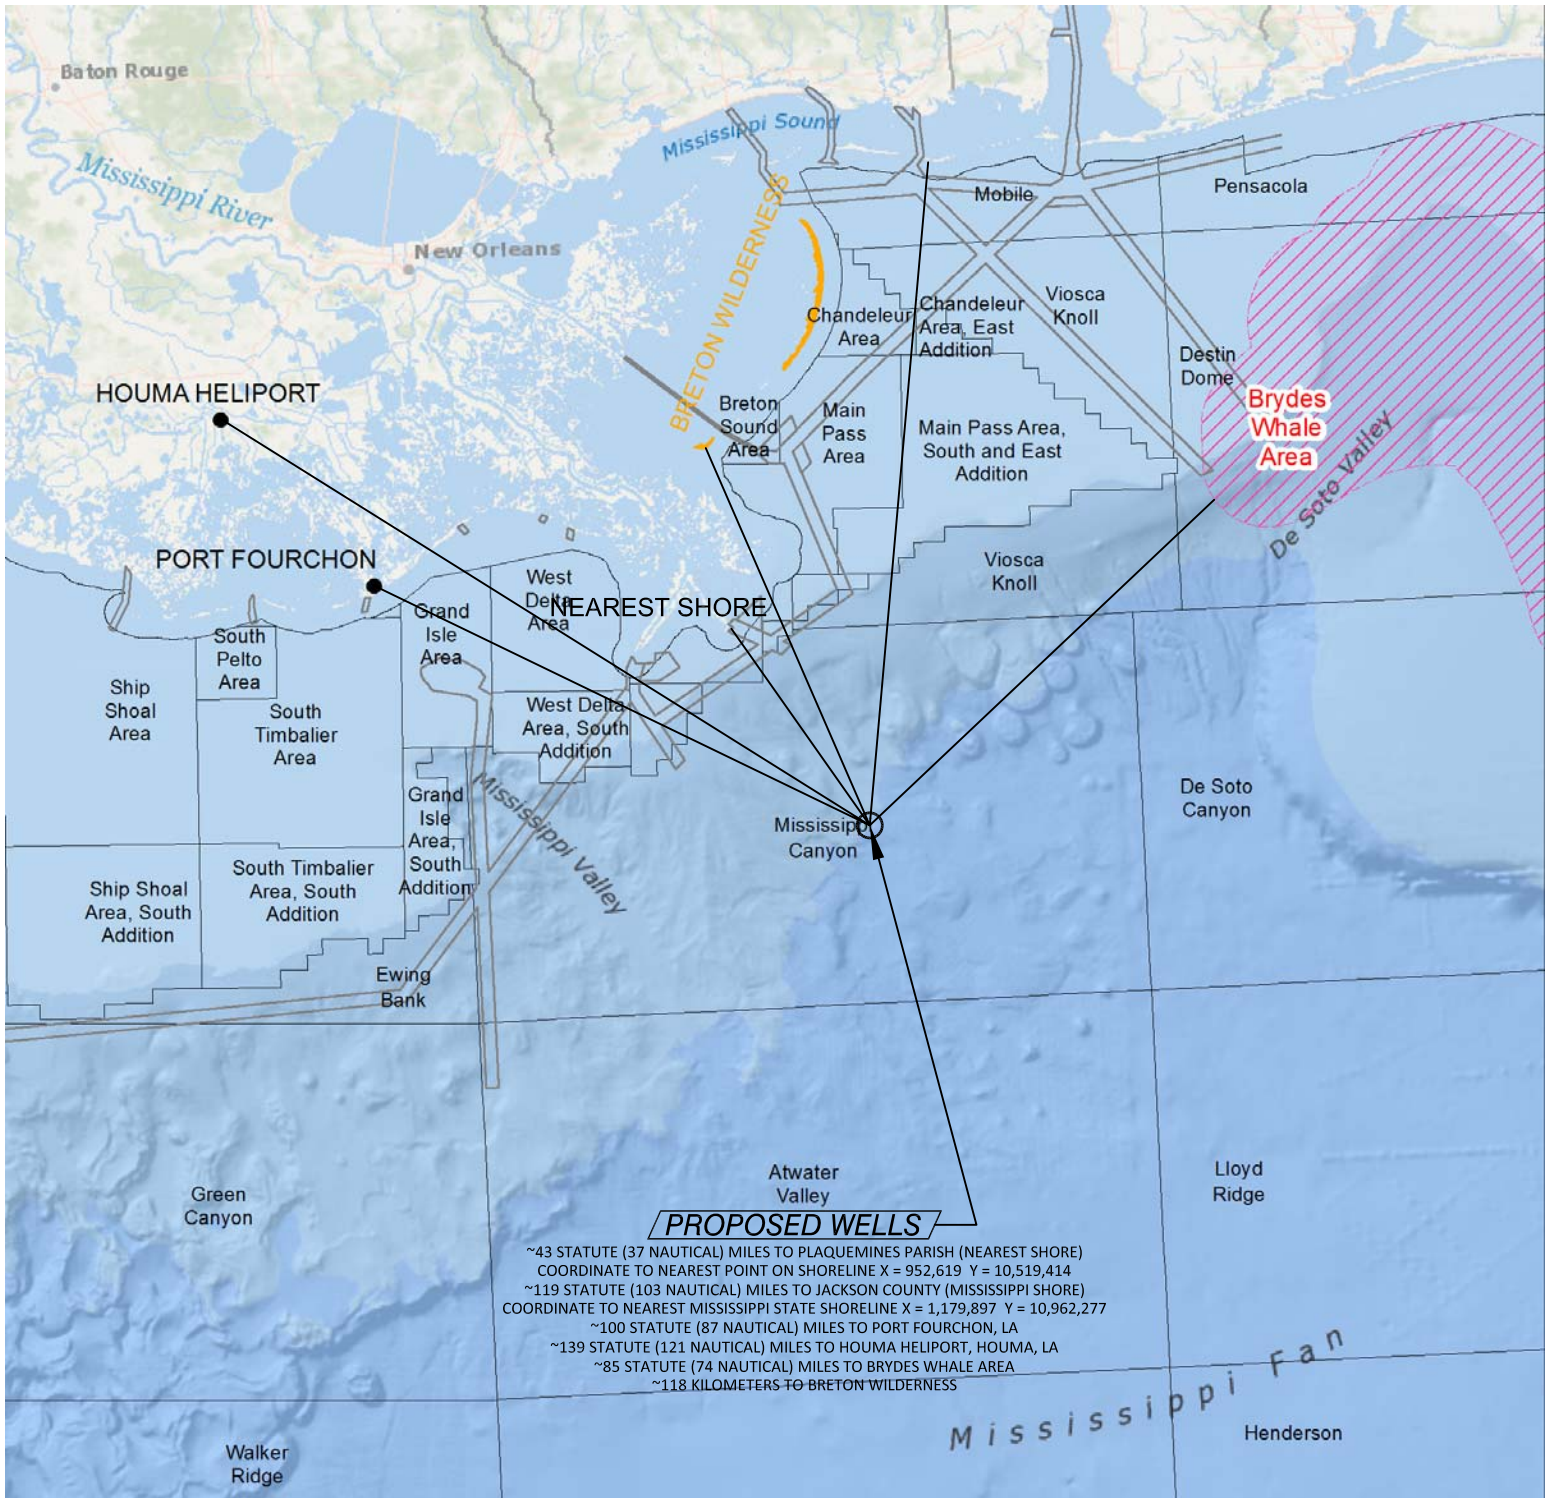 Baton Rouge
Mississippi Sound
Mississippi River
Mobile
Pensacola
New Orleans
BRETON WILDERNESS
Chandeleur
Area
Chandeleur
Area, East
Addition
Viosca
Knoll
Destin
Dome
Brydes
Whale
Area
De Soto Valley
HOUMA HELIPORT
Breton
Sound
Area
Main
Pass
Area
Main Pass Area,
South and East
Addition
PORT FOURCHON
West
Delta
Area
NEAREST SHORE
Viosca
Knoll
Grand
Isle
Area
South
Pelto
Area
Ship
Shoal
Area
South
Timbalier
Area
West Delta
Area, South
Addition
Mississippi Valley
Grand
Isle
Area,
South
Addition
Mississippi
Canyon
De Soto
Canyon
Ship Shoal
Area, South
Addition
South Timbalier
Area, South
Addition
Ewing
Bank
Green
Canyon
Atwater
Valley
Lloyd
Ridge
PROPOSED WELLS
~43 STATUTE (37 NAUTICAL) MILES TO PLAQUEMINES PARISH (NEAREST SHORE)
COORDINATE TO NEAREST POINT ON SHORELINE X = 952,619 Y = 10,519,414
~119 STATUTE (103 NAUTICAL) MILES TO JACKSON COUNTY (MISSISSIPPI SHORE)
COORDINATE TO NEAREST MISSISSIPPI STATE SHORELINE X = 1,179,897 Y = 10,962,277
~100 STATUTE (87 NAUTICAL) MILES TO PORT FOURCHON, LA
~139 STATUTE (121 NAUTICAL) MILES TO HOUMA HELIPORT, HOUMA, LA
~85 STATUTE (74 NAUTICAL) MILES TO BRYDES WHALE AREA
~118 KILOMETERS TO BRETON WILDERNESS
Mississippi Fan
Walker
Ridge
Henderson